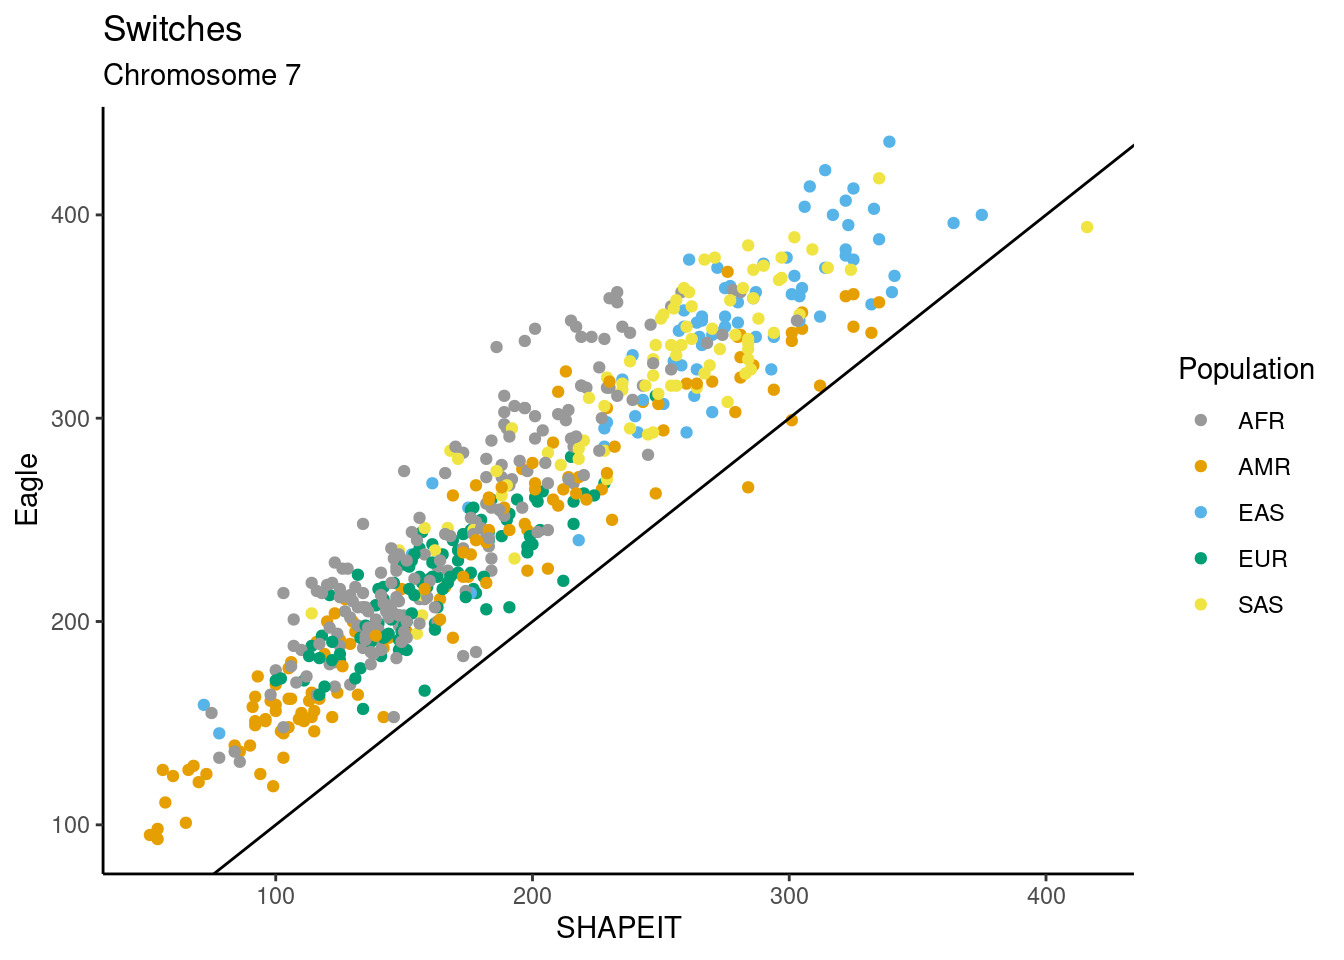 Switches
Chromosome 7
400
300
200
100
Eagle
100
200
300
400
SHAPEIT
Population
AFR
AMR
EAS
EUR
SAS